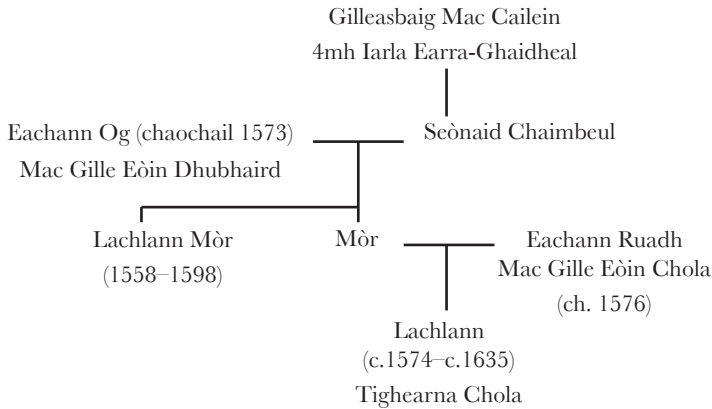 Gilleasbaig Mac Cailein
4mh Iarla Earra-Ghaidheal
Eachann Og (chaochail 1573)
Mac Gille Eòin Dhubhaird
Seònaid Chaimbeul
Lachlann Mòr
(1558–1598)
Mòr
Eachann Ruadh
Mac Gille Eòin Chola
(ch. 1576)
Lachlann
(c.1574–c.1635)
Tighearna Chola